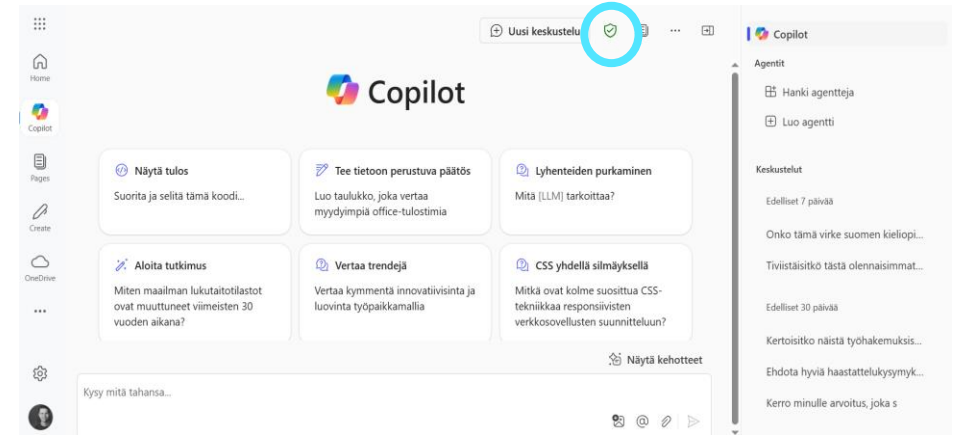 Uusi keskustelu
Home
Copilot
Pages
Create
OneDrive
Copilot
Näytä tulos
Suorita ja selitä tämä koodi...
Tee tietoon perustuva päätös
Luo taulukko, joka vertaa
myydyimpiä office-tulostimia
Lyhenteiden purkaminen
Mitä [LLM] tarkoittaa?
Aloita tutkimus
Miten maailman lukutaitotilastot
ovat muuttuneet viimeisten 30
vuoden aikana?
Vertaa trendejä
Vertaa kymmentä innovatiivisinta ja
luovinta työpaikkamallia
CSS yhdellä silmäyksellä
Mitkä ovat kolme suosittua CSS-
tekniikkaa responsiivisten
verkkosovellusten suunnitteluun?
Näytä kehotteet
Kysy mitä tahansa...
Copilot
Agentit
Hanki agentteja
Luo agentti
Keskustelut
Edelliset 7 päivää
Onko tämä virke suomen kieliopi...
Tiivistäisitkö tästä olennaisimmat...
Edelliset 30 päivää
Kertoisitko näistä työhakemuksis...
Ehdota hyviä haastattelukysymyk...
Kerro minulle arvoitus, joka s